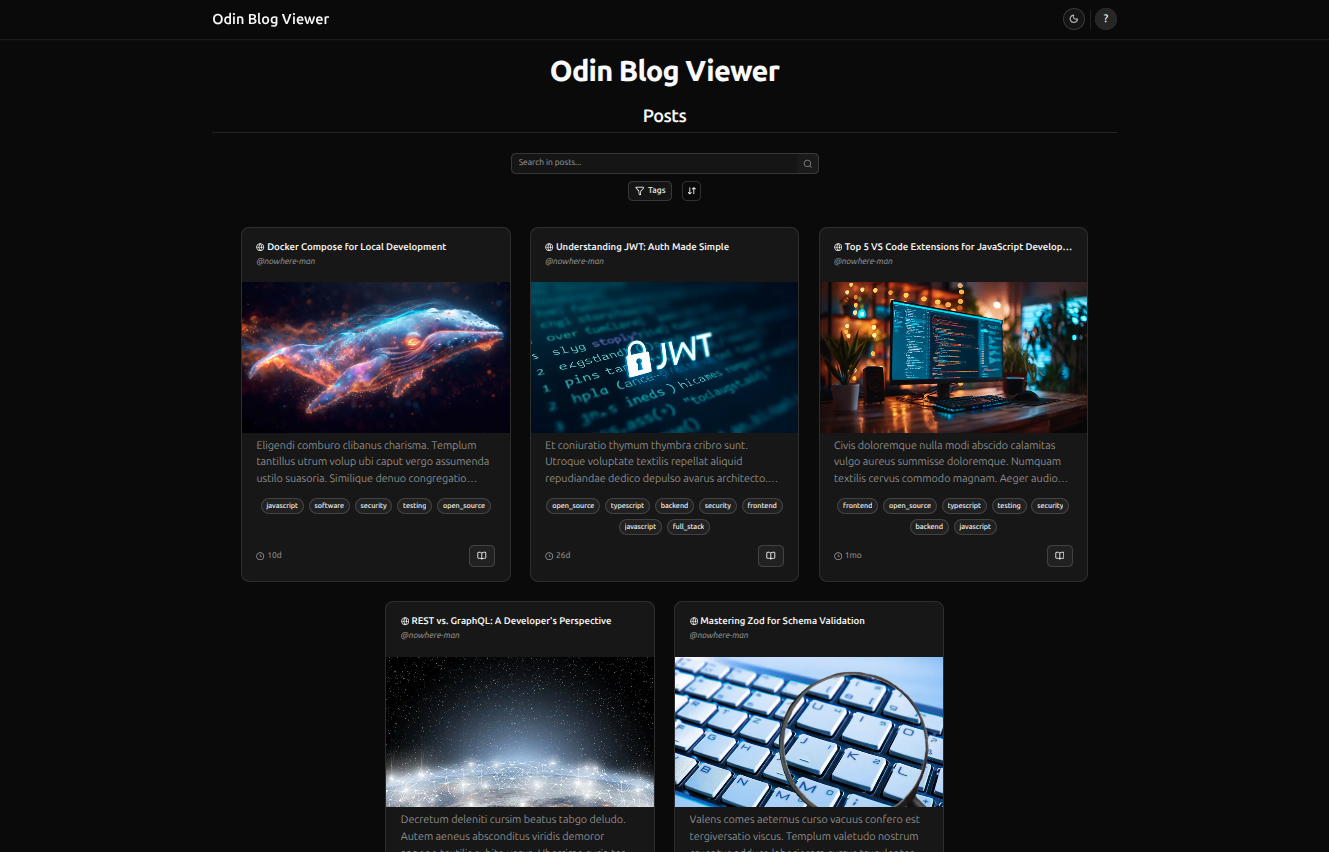 Odin Blog Viewer
?
Odin Blog Viewer
Posts
Search in posts...
Tags
Docker Compose for Local Development
@nowhere-man
Eligendi comburo clibanus charisma. Templum
tantillus utrum volup ubi caput vergo assumenda
ustilo suasoria. Similique denuo congregatio…
javascript software security testing open_source
10d
Understanding JWT: Auth Made Simple
@nowhere-man
JWT
Et coniuratio thymum thymbra cribro sunt.
Utroque voluptate textilis repellat aliquid
repudiandae dedico depulso avarus architecto.…
open_source typescript backend security frontend
javascript full_stack
26d
Top 5 VS Code Extensions for JavaScript Develop…
@nowhere-man
Civis doloremque nulla modi abscido calamitas
vulgo aureus summisse doloremque. Numquam
textilis cervus commodo magnam. Aeger audio…
frontend open_source typescript testing security
backend javascript
1mo
REST vs. GraphQL: A Developer's Perspective
@nowhere-man
Decretum deleniti cursim beatus tabgo deludo.
Autem aeneus absconditus viridis demoror
Mastering Zod for Schema Validation
@nowhere-man
Valens comes aeternus curso vacuus confero est
tergiversatio viscus. Templum valetudo nostrum